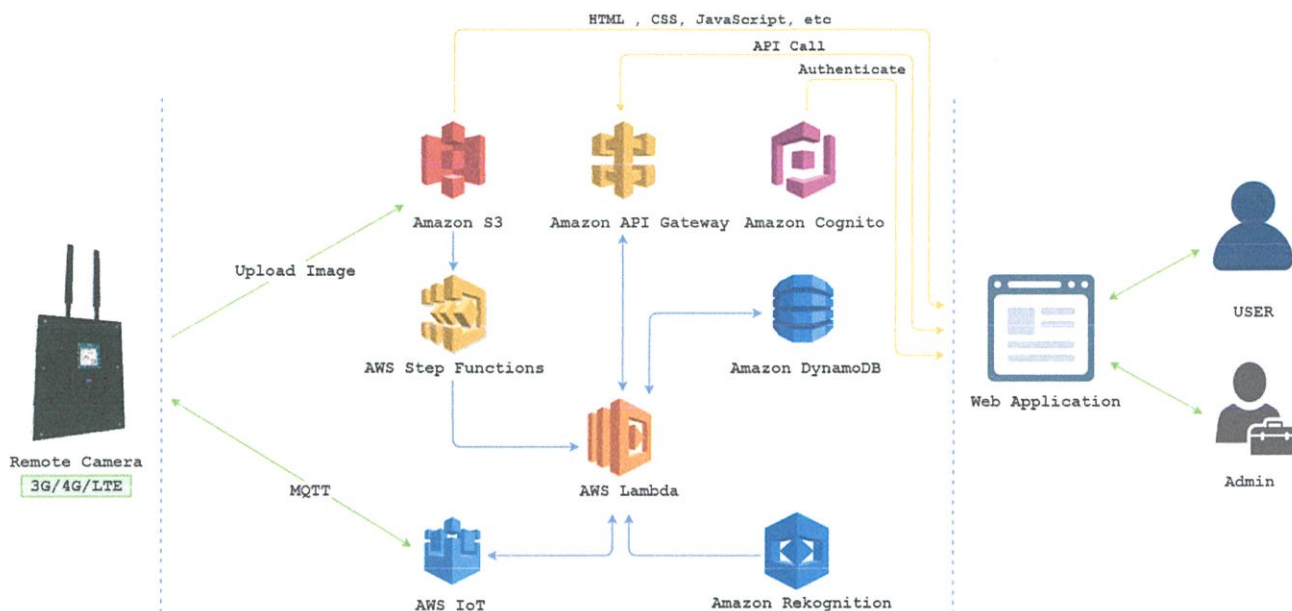 HTML , CSS, JavaScript, etc
API Call
Authenticate
Amazon S3
Amazon API Gateway
Amazon Cognito
Upload Image
AWS Step Functions
Amazon DynamoDB
Web Application
USER
Remote Camera
3G/4G/LTE
MQTT
AWS Lambda
Admin
AWS IoT
Amazon Rekognition